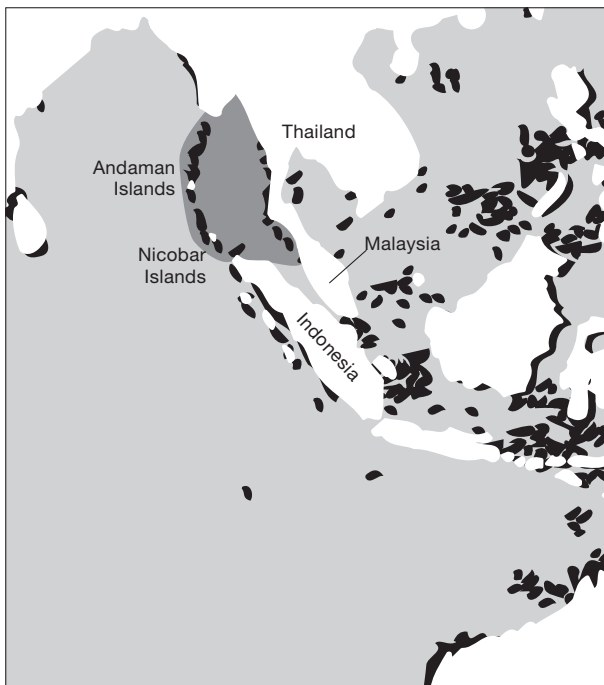 Thailand
Andaman
Islands
Nicobar
Islands
Malaysia
Indonesia